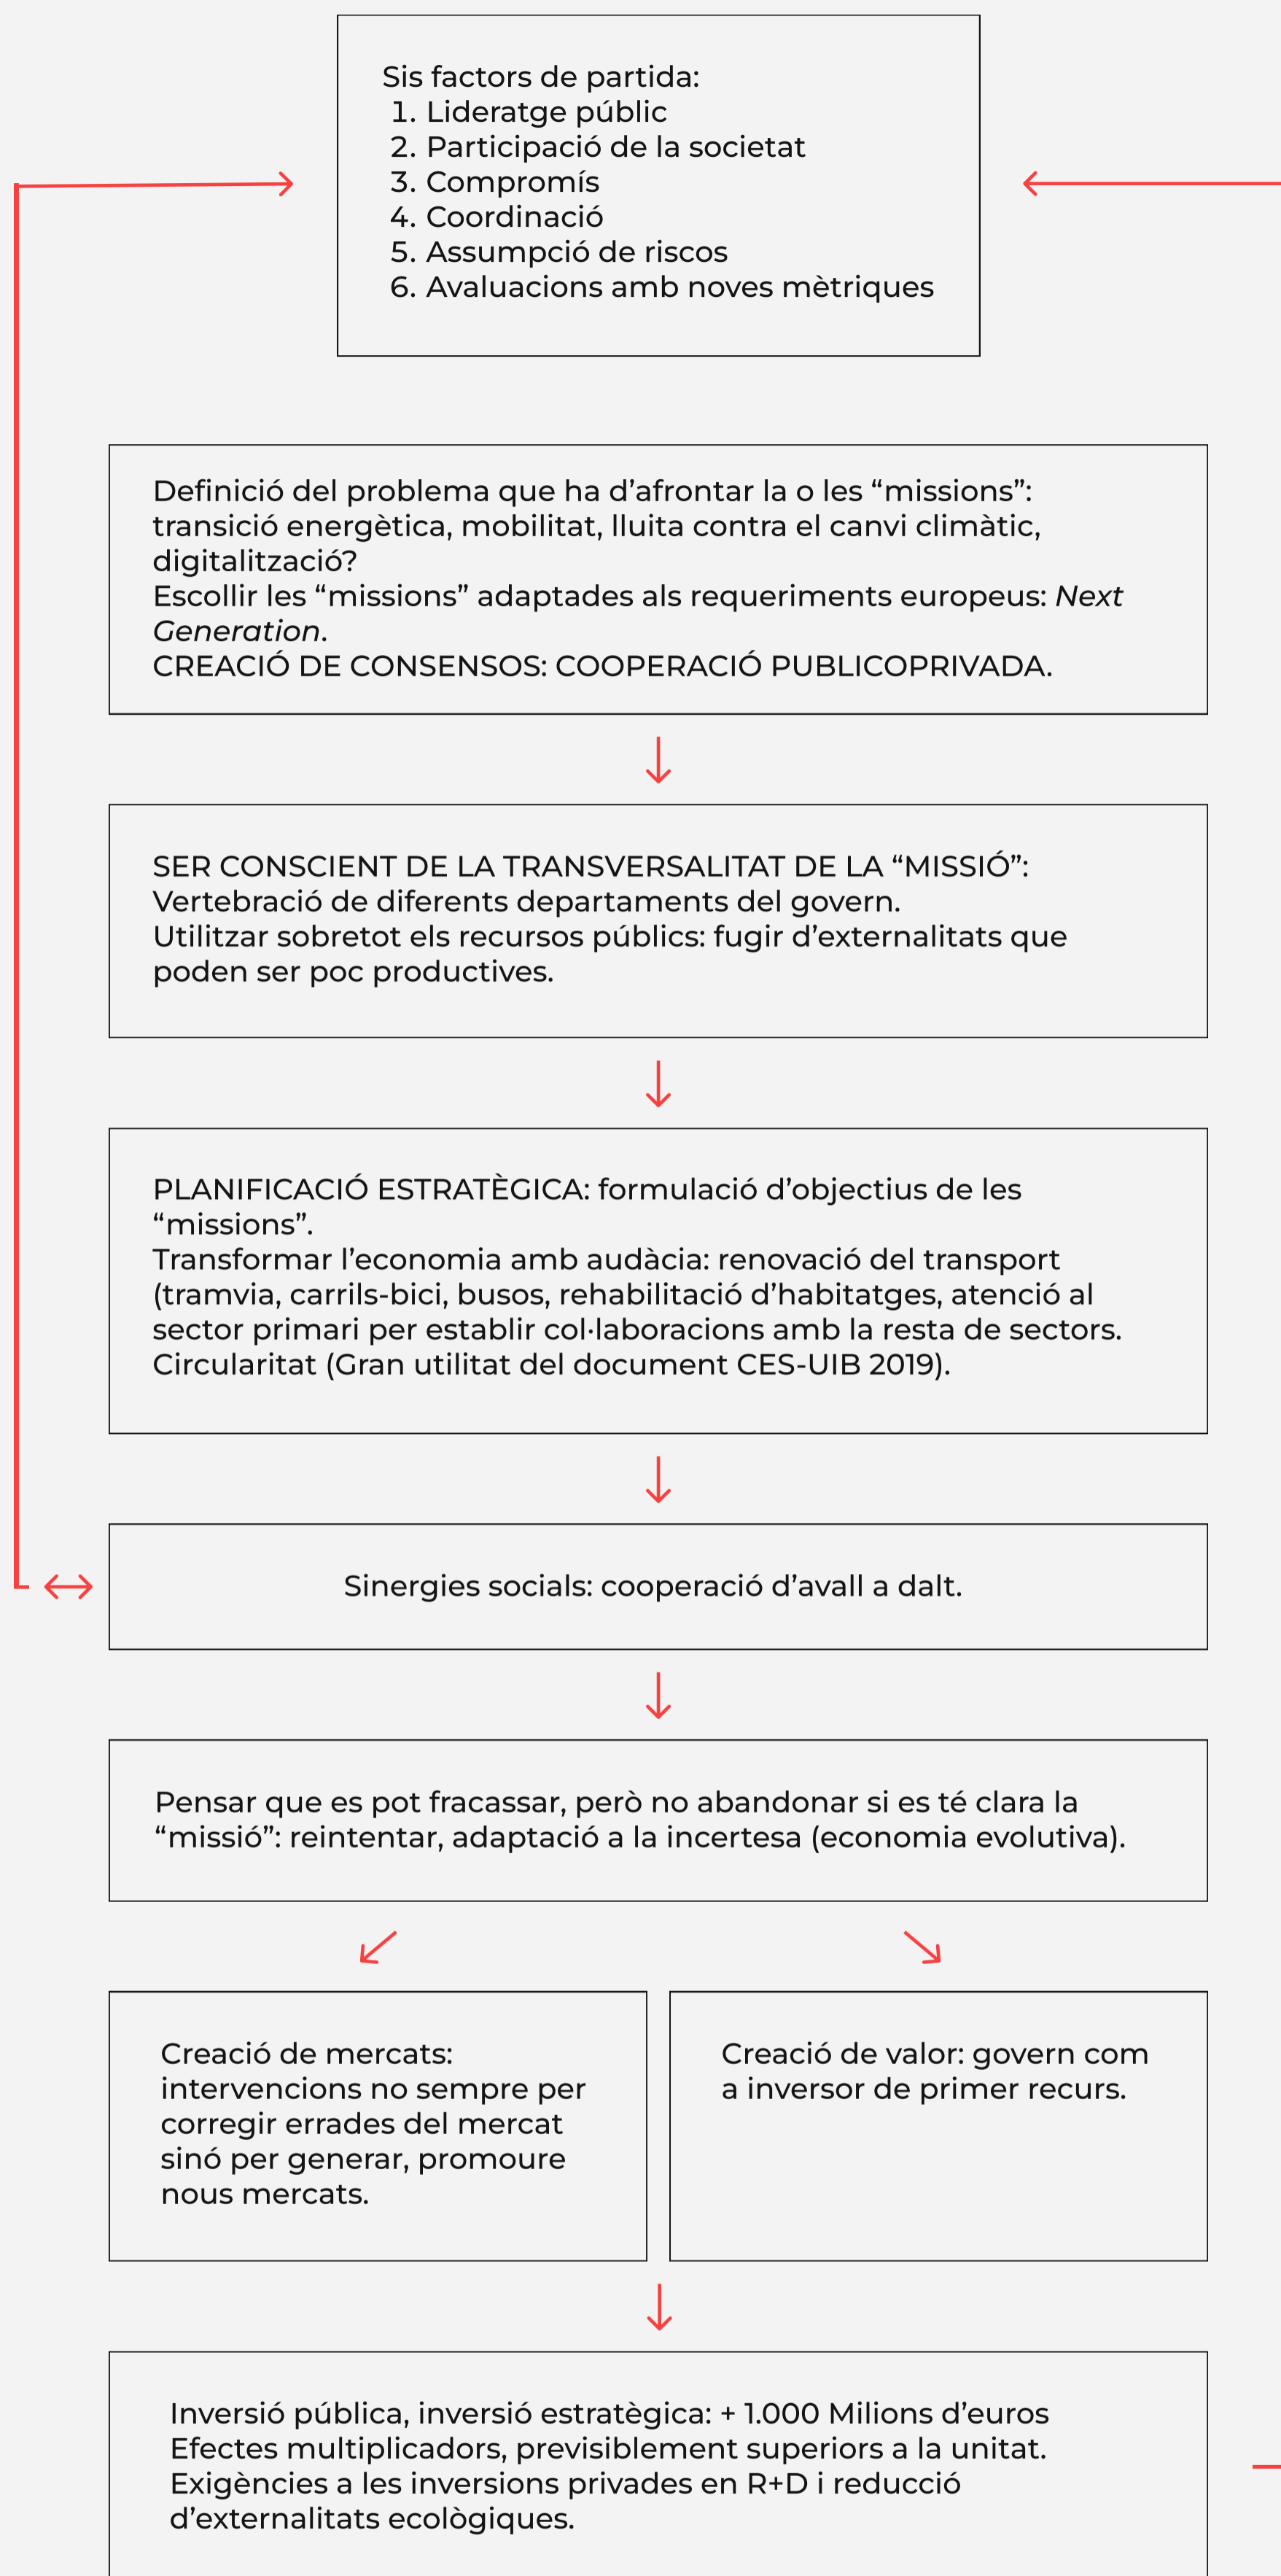 Sis factors de partida:
1. Lideratge públic
2. Participació de la societat
3. Compromís
4. Coordinació
5. Assumpció de riscos
6. Avaluacions amb noves mètriques
Definició del problema que ha d’afrontar la o les “missions”:
transició energètica, mobilitat, lluita contra el canvi climàtic,
digitalització?
Escollir les “missions” adaptades als requeriments europeus: Next
Generation.
CREACIÓ DE CONSENSOS: COOPERACIÓ PUBLICOPRIVADA.
SER CONSCIENT DE LA TRANSVERSALITAT DE LA “MISSIÓ”:
Vertebració de diferents departaments del govern.
Utilitzar sobretot els recursos públics: fugir d’externalitats que
poden ser poc productives.
PLANIFICACIÓ ESTRATÈGICA: formulació d’objectius de les
“missions”.
Transformar l’economia amb audàcia: renovació del transport
(tramvia, carrils-bici, busos, rehabilitació d’habitatges, atenció al
sector primari per establir col·laboracions amb la resta de sectors.
Circularitat (Gran utilitat del document CES-UIB 2019).
Sinergies socials: cooperació d’avall a dalt.
Pensar que es pot fracassar, però no abandonar si es té clara la
“missió”: reintentar, adaptació a la incertesa (economia evolutiva).
Creació de mercats:
intervencions no sempre per
corregir errades del mercat
sinó per generar, promoure
nous mercats.
Creació de valor: govern com
a inversor de primer recurs.
Inversió pública, inversió estratègica: + 1.000 Milions d’euros
Efectes multiplicadors, previsiblement superiors a la unitat.
Exigències a les inversions privades en R+D i reducció
d’externalitats ecològiques.